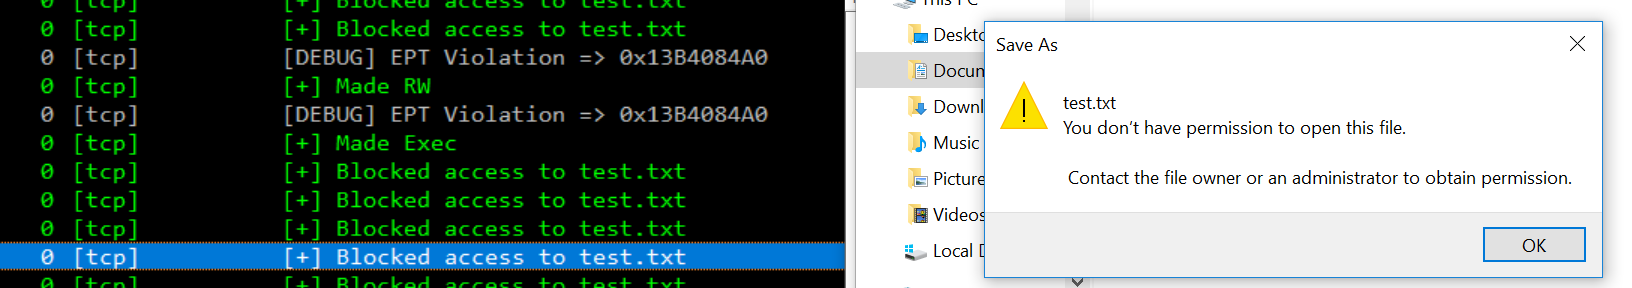 0 [tcp] [+] Blocked access to test.txt
0 [tcp] [+] Blocked access to test.txt
0 [tcp] [DEBUG] EPT Violation => 0x13B4084A0
0 [tcp] [+] Made RW
0 [tcp] [DEBUG] EPT Violation => 0x13B4084A0
0 [tcp] [+] Made Exec
0 [tcp] [+] Blocked access to test.txt
0 [tcp] [+] Blocked access to test.txt
0 [tcp] [+] Blocked access to test.txt
0 [tcp] [+] Blocked access to test.txt
0 [tcp] [+] Blocked access to test.txt
This PC
Deskto
Docum
Downl
Music
Picture
Videos
Local D
Save As
test.txt
You don’t have permission to open this file.
Contact the file owner or an administrator to obtain permission.
OK